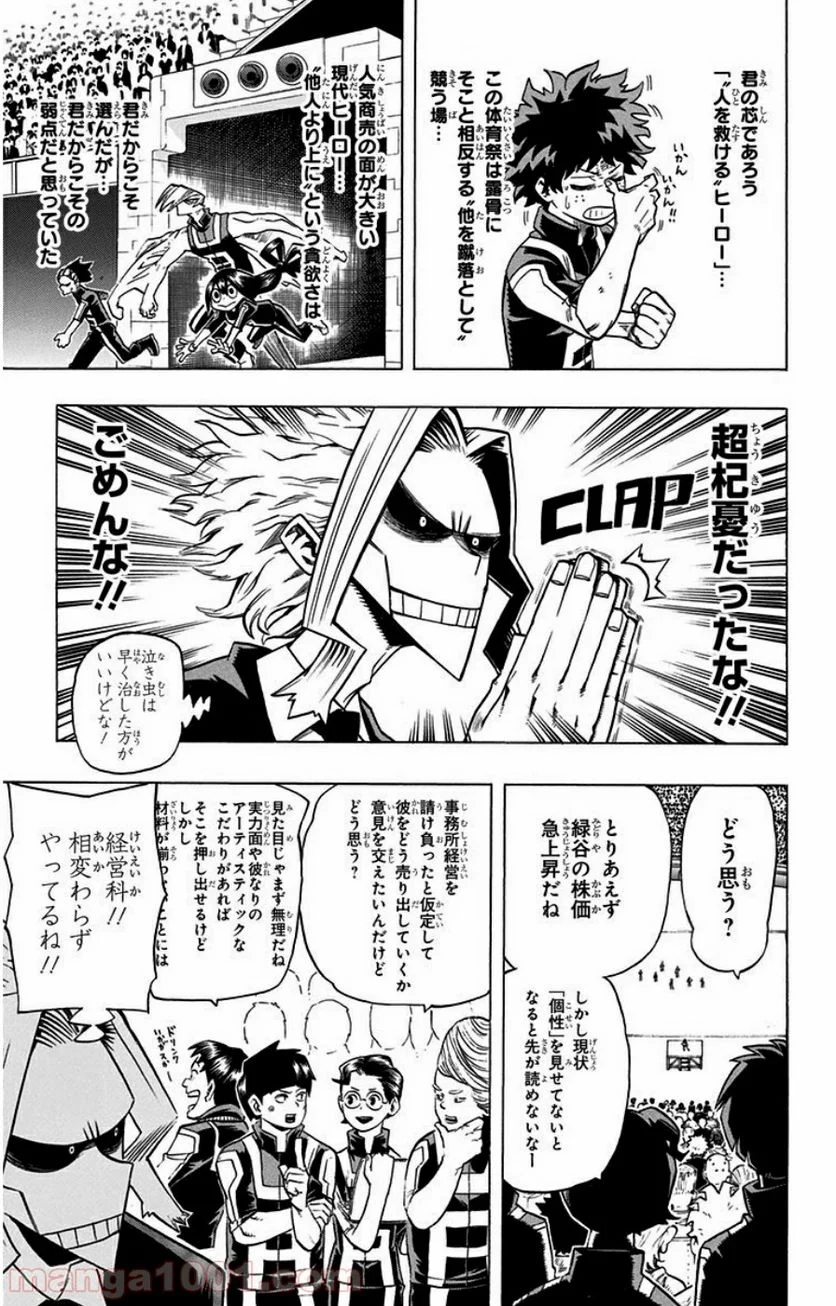 君の芯であろう
「“人を救ける”ヒーロー」…
いかん
いかん!!
この体育祭は露骨に
そこと相反する“他を蹴落として”
競う場…
人気商売の面が大きい
現代ヒーロー…
“他人より上に”という貪欲さは
君だからこそ
選んだが…
君だからこその
弱点だと思っていた
超杞憂だったな!!
CLAP
ごめんな!!
泣き虫は
早く治した方が
いいけどな!
どう思う?
とりあえず
緑谷の株価
急上昇だね
しかし現状
「個性」を見せてないと
なると先が読めないなー
事務所経営を
請け負ったと仮定して
彼をどう売り出していくか
意見を交えたいんだけど
どう思う?
見た目じゃまず無理だね
実力面や彼なりの
アーティスティックな
こだわりがあれば
そこを押し出せるけど
しかし
材料が揃っ
ことには
ドリンク
いかがスか
経営科!!
相変わらず
やってるね!!
manga1001.com